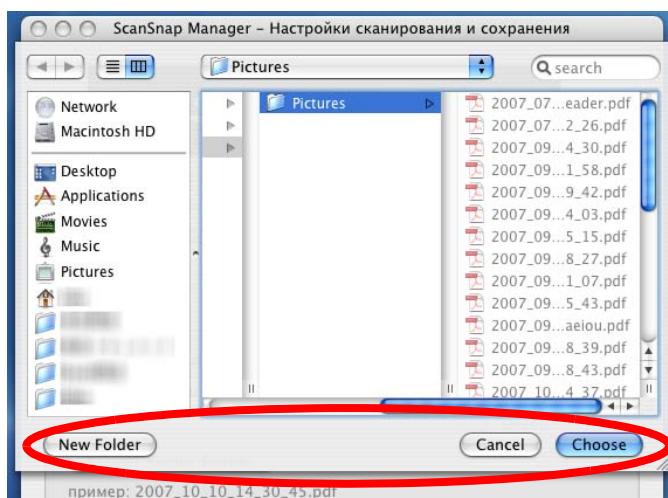 ScanSnap Manager – Настройки сканирования и сохранения
Pictures
search
Network
Macintosh HD
Desktop
Applications
Movies
Music
Pictures
Pictures
2007_07...eader.pdf
2007_07...2_26.pdf
2007_09...4_30.pdf
2007_09...1_58.pdf
2007_09...9_42.pdf
2007_09...4_03.pdf
2007_09...5_15.pdf
2007_09...8_27.pdf
2007_09...1_07.pdf
2007_09...5_43.pdf
2007_09...aeiou.pdf
2007_09...8_39.pdf
2007_09...8_43.pdf
2007_10...4_37.pdf
New Folder
Cancel
Choose
пример: 2007_10_10_14_30_45.pdf